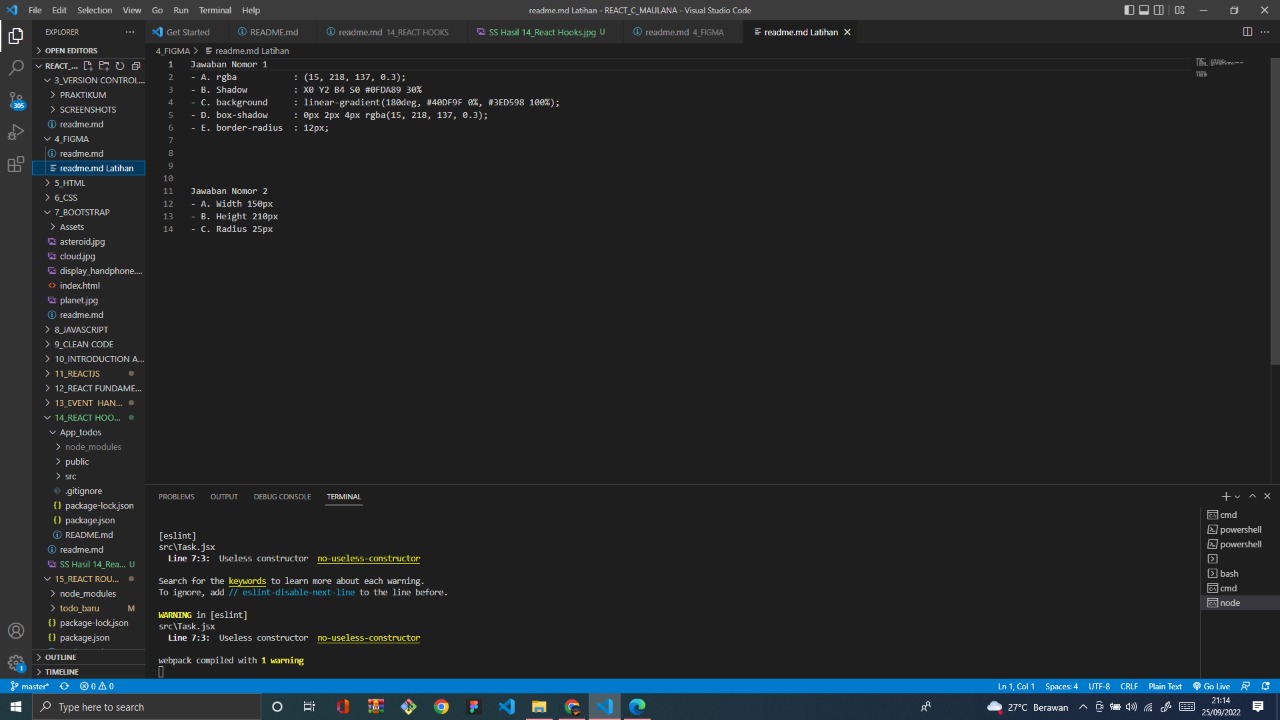 File Edit Selection View Go Run Terminal Help
readme.md Latihan - REACT_C_MAULANA - Visual Studio Code
EXPLORER
OPEN EDITORS
REACT_...
3_VERSION CONTROL...
PRAKTIKUM
SCREENSHOTS
readme.md
4_FIGMA
readme.md
readme.md Latihan
5_HTML
6_CSS
7_BOOTSTRAP
Assets
asteroid.jpg
cloud.jpg
display_handphone....
index.html
planet.jpg
readme.md
8_JAVASCRIPT
9_CLEAN CODE
10_INTRODUCTION A...
11_REACTJS
12_REACT FUNDAME...
13_EVENT HAN...
14_REACT HOO...
App_todos
node_modules
public
src
.gitignore
package-lock.json
package.json
README.md
readme.md
SS Hasil 14_Rea... U
15_REACT ROU...
node_modules
todo_baru M
package-lock.json
package.json
OUTLINE
TIMELINE
305
1
Get Started
README.md
readme.md 14_REACT HOOKS
SS Hasil 14_React Hooks.jpg U
readme.md 4_FIGMA
readme.md Latihan
4_FIGMA > readme.md Latihan
1 Jawaban Nomor 1
2 - A. rgba : (15, 218, 137, 0.3);
3 - B. Shadow : X0 Y2 B4 S0 #0FDA89 30%
4 - C. background : linear-gradient(180deg, #40DF9F 0%, #3ED598 100%);
5 - D. box-shadow : 0px 2px 4px rgba(15, 218, 137, 0.3);
6 - E. border-radius : 12px;
7
8
9
10
11 Jawaban Nomor 2
12 - A. Width 150px
13 - B. Height 210px
14 - C. Radius 25px
PROBLEMS OUTPUT DEBUG CONSOLE TERMINAL
[eslint]
src\Task.jsx
Line 7:3: Useless constructor no-useless-constructor
Search for the keywords to learn more about each warning.
To ignore, add // eslint-disable-next-line to the line before.
WARNING in [eslint]
src\Task.jsx
Line 7:3: Useless constructor no-useless-constructor
webpack compiled with 1 warning
cmd
powershell
powershell
bash
cmd
node
master* 0 0
Ln 1, Col 1 Spaces: 4 UTF-8 CRLF Plain Text Go Live
Type here to search
27°C Berawan
21:14
25/09/2022